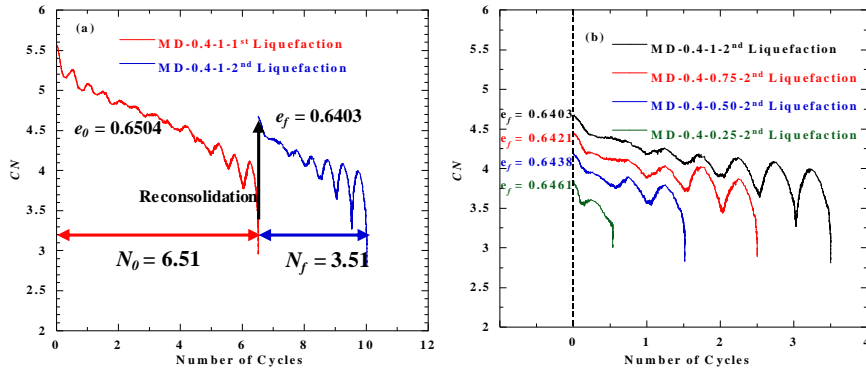 (a)
MD-0.4-1-1st Liquefaction
MD-0.4-1-2nd Liquefaction
e0 = 0.6504
ef = 0.6403
Reconsolidation
N0 = 6.51
Nf = 3.51
CN
6
5.5
5
4.5
4
3.5
3
2.5
2
0 2 4 6 8 10 12
Number of Cycles
(b)
MD-0.4-1-2nd Liquefaction
MD-0.4-0.75-2nd Liquefaction
MD-0.4-0.50-2nd Liquefaction
MD-0.4-0.25-2nd Liquefaction
ef = 0.6403
ef = 0.6421
ef = 0.6438
ef = 0.6461
CN
6
5.5
5
4.5
4
3.5
3
2.5
2
0 1 2 3 4
Number of Cycles